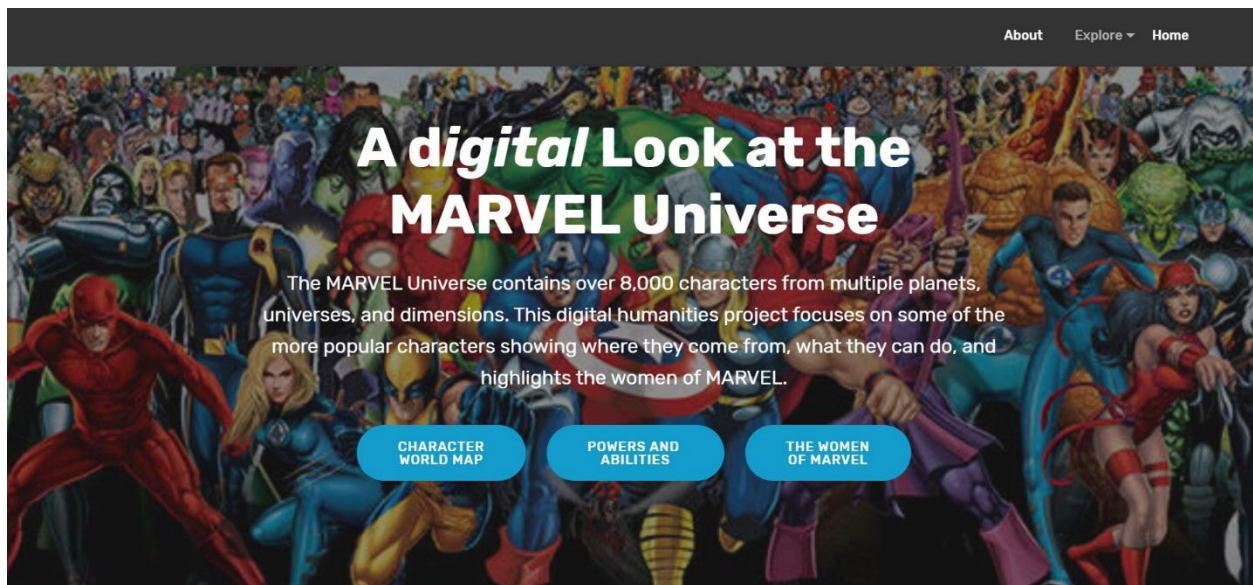 About Explore Home
A digital Look at the
MARVEL Universe
The MARVEL Universe contains over 8,000 characters from multiple planets,
universes, and dimensions. This digital humanities project focuses on some of the
more popular characters showing where they come from, what they can do, and
highlights the women of MARVEL.
CHARACTER
WORLD MAP
POWERS AND
ABILITIES
THE WOMEN
OF MARVEL